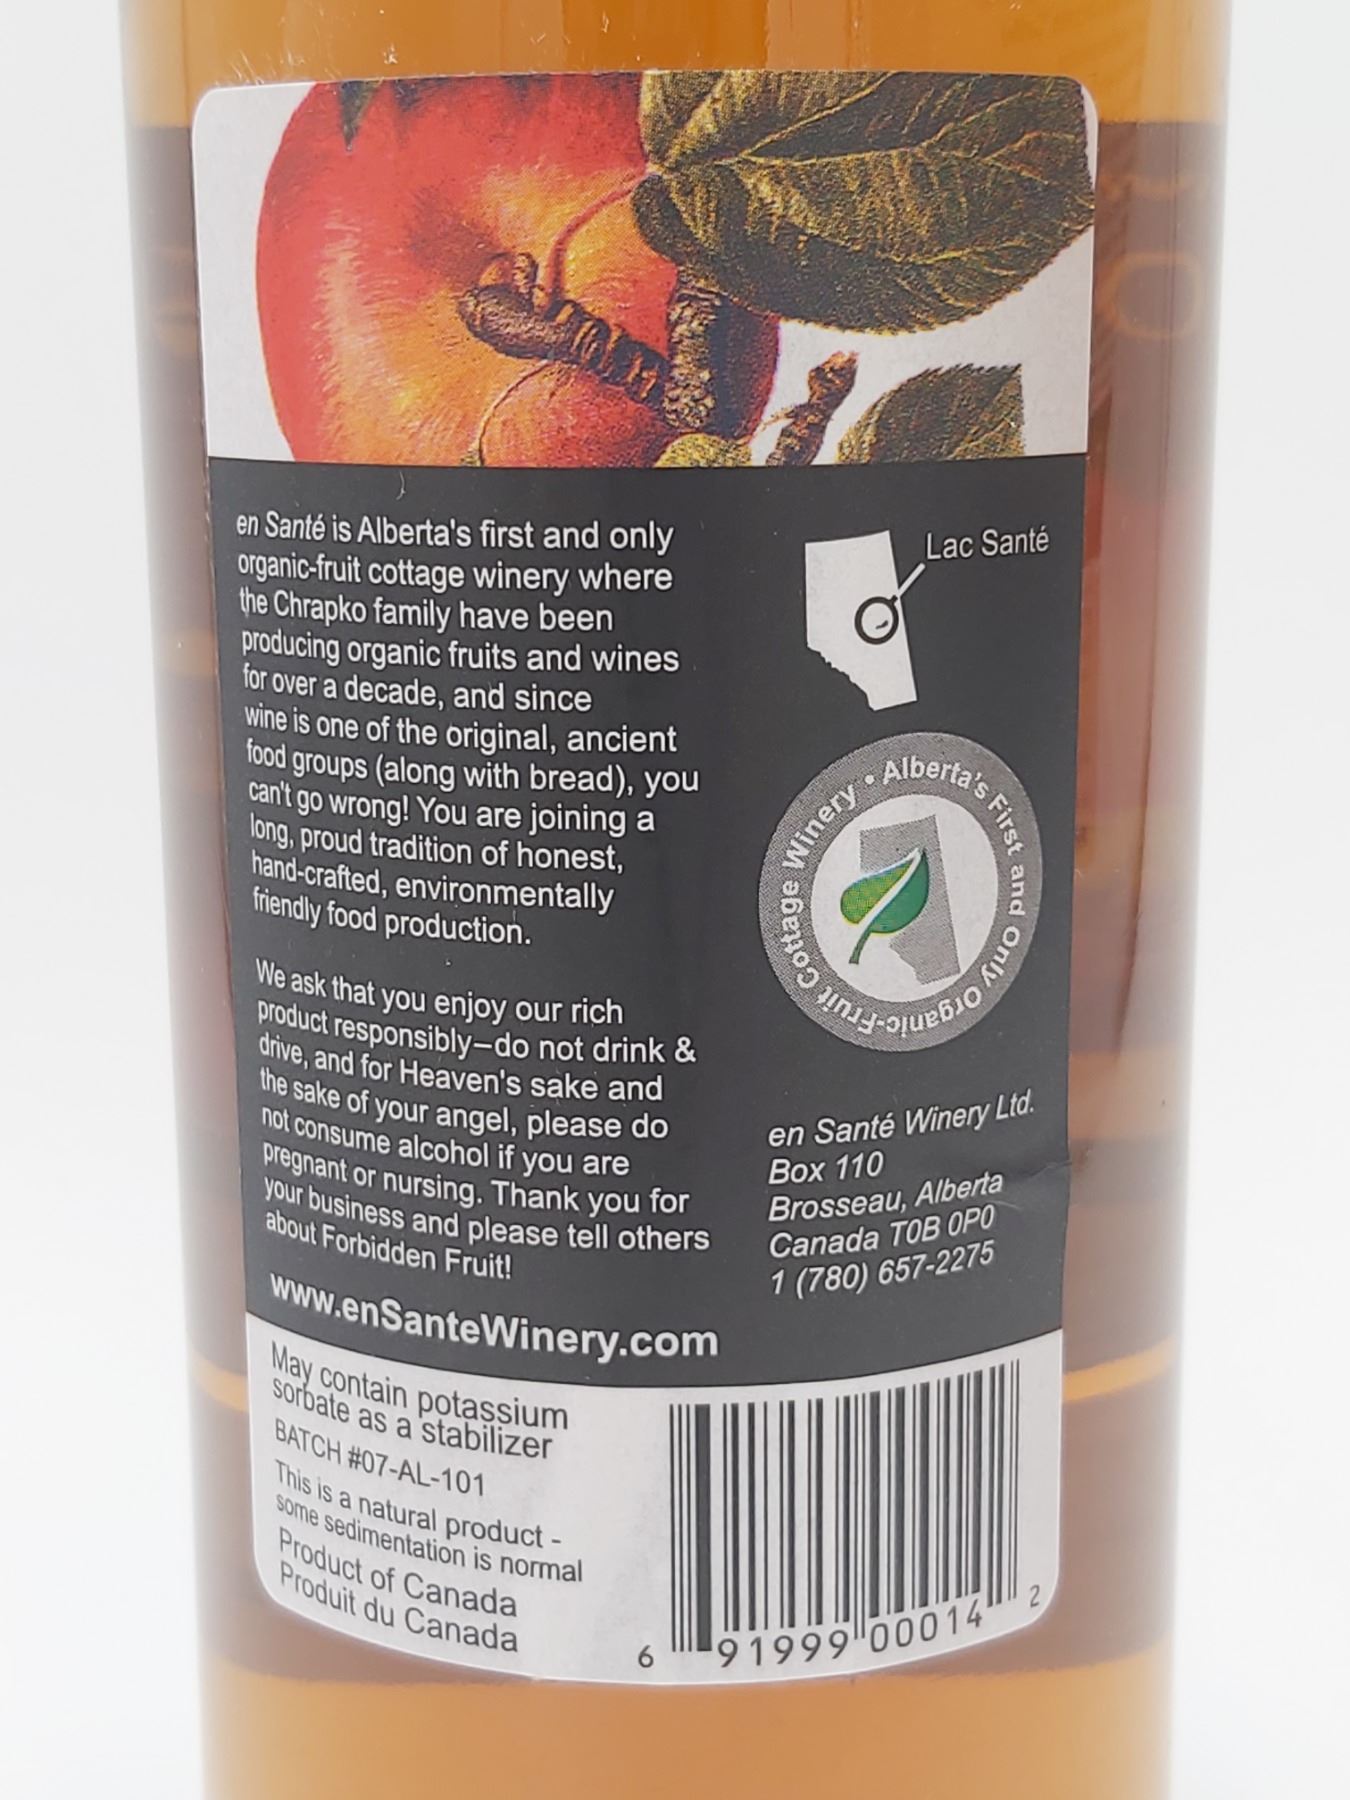 en Santé is Alberta's first and only
organic-fruit cottage winery where
the Chrapko family have been
producing organic fruits and wines
for over a decade, and since
wine is one of the original, ancient
food groups (along with bread), you
can't go wrong! You are joining a
long, proud tradition of honest,
hand-crafted, environmentally
friendly food production.
We ask that you enjoy our rich
product responsibly–do not drink &
drive, and for Heaven's sake and
the sake of your angel, please do
not consume alcohol if you are
pregnant or nursing. Thank you for
your business and please tell others
about Forbidden Fruit!
www.enSanteWinery.com
Lac Santé
Alberta's First and Only Organic-Fruit Cottage Winery •
en Santé Winery Ltd.
Box 110
Brosseau, Alberta
Canada T0B 0P0
1 (780) 657-2275
May contain potassium
sorbate as a stabilizer
BATCH #07-AL-101
This is a natural product -
some sedimentation is normal
Product of Canada
Produit du Canada
6 91999 00014 2